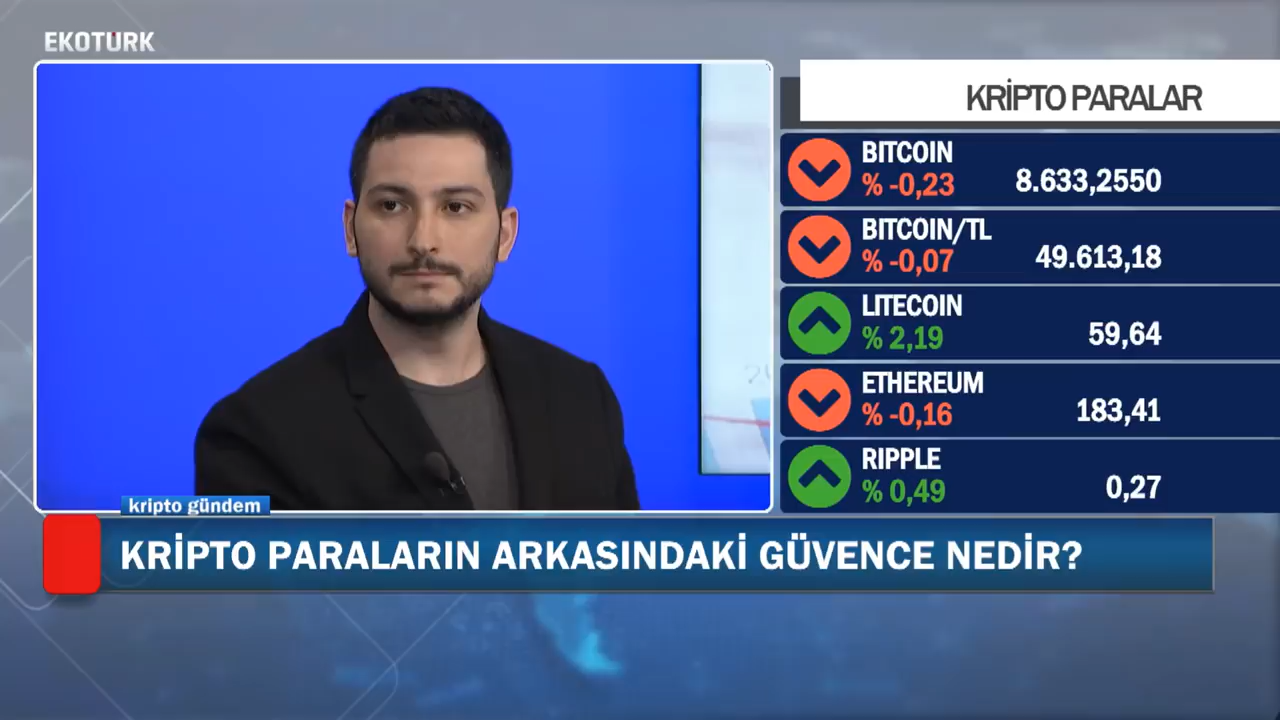 EKOTÜRK
KRİPTO PARALAR
BITCOIN
% -0,23
8.633,2550
BITCOIN/TL
% -0,07
49.613,18
LITECOIN
% 2,19
59,64
ETHEREUM
% -0,16
183,41
RIPPLE
% 0,49
0,27
kripto gündem
KRİPTO PARALARIN ARKASINDAKİ GÜVENCE NEDİR?